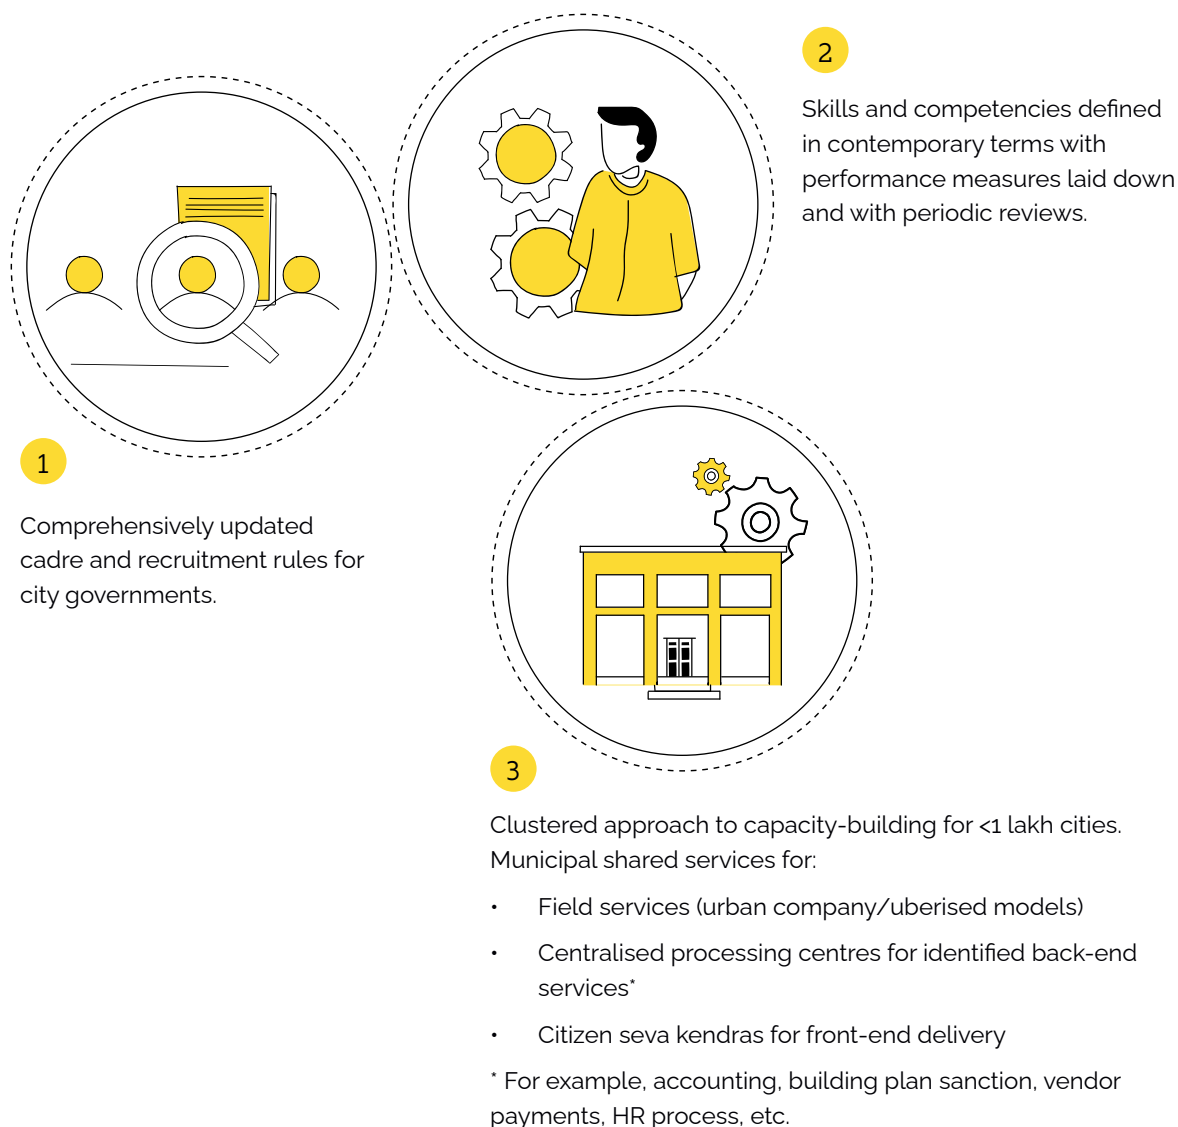 1
Comprehensively updated
cadre and recruitment rules for
city governments.
2
Skills and competencies defined
in contemporary terms with
performance measures laid down
and with periodic reviews.
3
Clustered approach to capacity-building for <1 lakh cities.
Municipal shared services for:
• Field services (urban company/uberised models)
• Centralised processing centres for identified back-end
services*
• Citizen seva kendras for front-end delivery
* For example, accounting, building plan sanction, vendor
payments, HR process, etc.